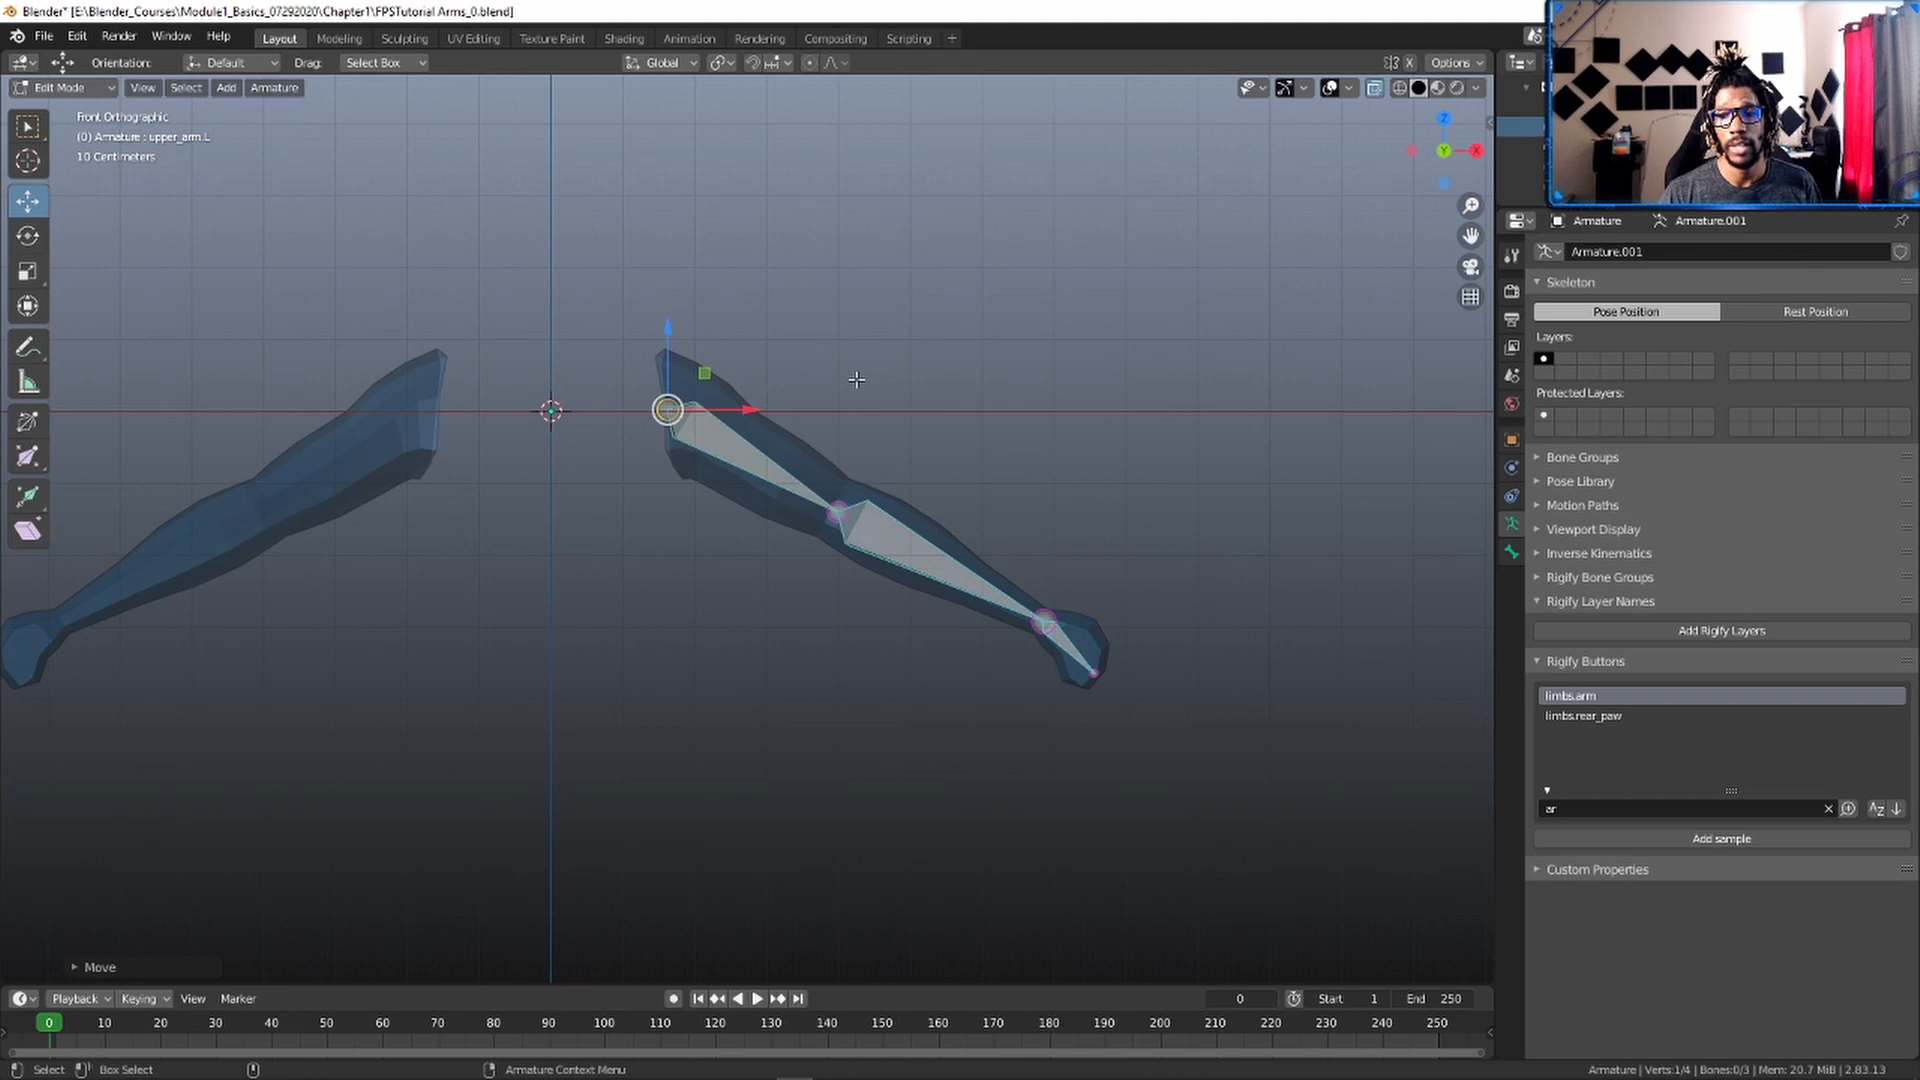 Blender* [E:\Blender_Courses\Module1_Basics_07292020\Chapter1\FPSTutorial Arms_0.blend]
File Edit Render Window Help Layout Modeling Sculpting UV Editing Texture Paint Shading Animation Rendering Compositing Scripting +
Orientation: Default Drag: Select Box Global X Options
Edit Mode View Select Add Armature
Front Orthographic
(0) Armature : upper_arm.L
10 Centimeters
Z
Y
X
Armature Armature.001
Armature.001
Skeleton
Pose Position Rest Position
Layers:
Protected Layers:
Bone Groups
Pose Library
Motion Paths
Viewport Display
Inverse Kinematics
Rigify Bone Groups
Rigify Layer Names
Add Rigify Layers
Rigify Buttons
limbs.arm
limbs.rear_paw
ar
Add sample
Custom Properties
Move
Playback Keying View Marker 0 Start 1 End 250
0 10 20 30 40 50 60 70 80 90 100 110 120 130 140 150 160 170 180 190 200 210 220 230 240 250
Select Box Select Armature Context Menu Armature | Verts:1/4 | Bones:0/3 | Mem: 20.7 MiB | 2.83.13